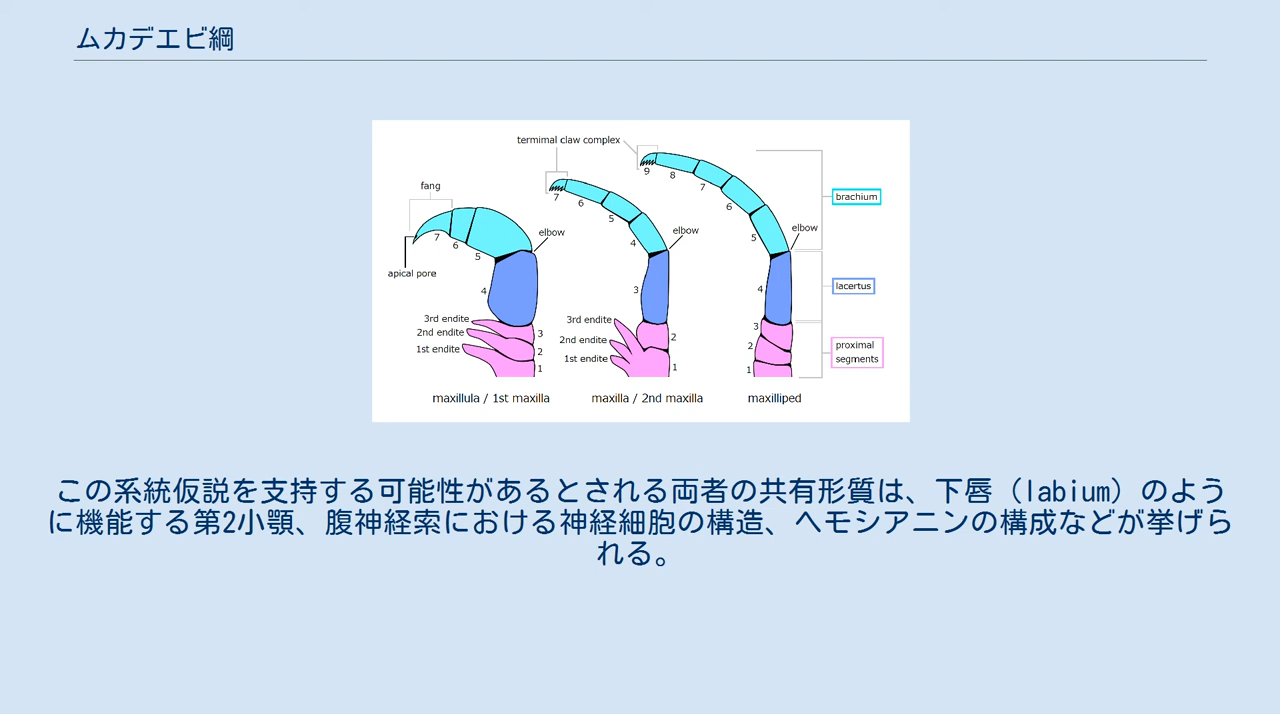 ムカデエビ綱
termimal claw complex
9
8
7
6
5
4
3
2
1
fang
7
6
5
4
3
2
1
apical pore
7
6
5
4
3
2
1
elbow
elbow
elbow
brachium
lacertus
proximal
segments
3rd endite
2nd endite
1st endite
3rd endite
2nd endite
1st endite
maxillula / 1st maxilla
maxilla / 2nd maxilla
maxilliped
この系統仮説を支持する可能性があるとされる両者の共有形質は、下唇（labium）のよう
に機能する第2小顎、腹神経索における神経細胞の構造、ヘモシアニンの構成などが挙げら
れる。